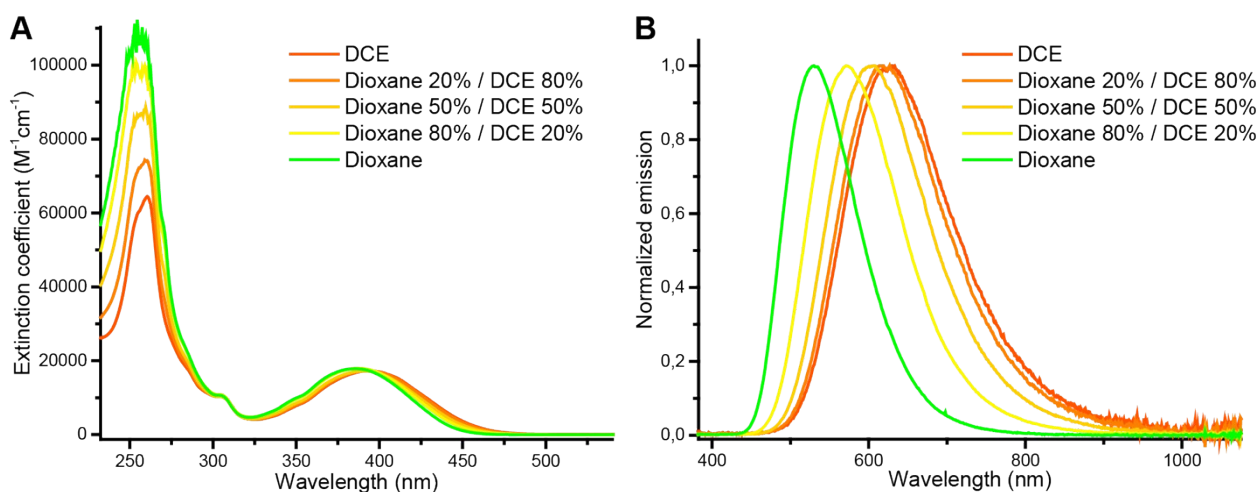 A
DCE
Dioxane 20% / DCE 80%
Dioxane 50% / DCE 50%
Dioxane 80% / DCE 20%
Dioxane
Extinction coefficient (M⁻¹cm⁻¹)
100000
80000
60000
40000
20000
0
250 300 350 400 450 500
Wavelength (nm)
B
DCE
Dioxane 20% / DCE 80%
Dioxane 50% / DCE 50%
Dioxane 80% / DCE 20%
Dioxane
Normalized emission
1,0
0,8
0,6
0,4
0,2
0,0
400 600 800 1000
Wavelength (nm)